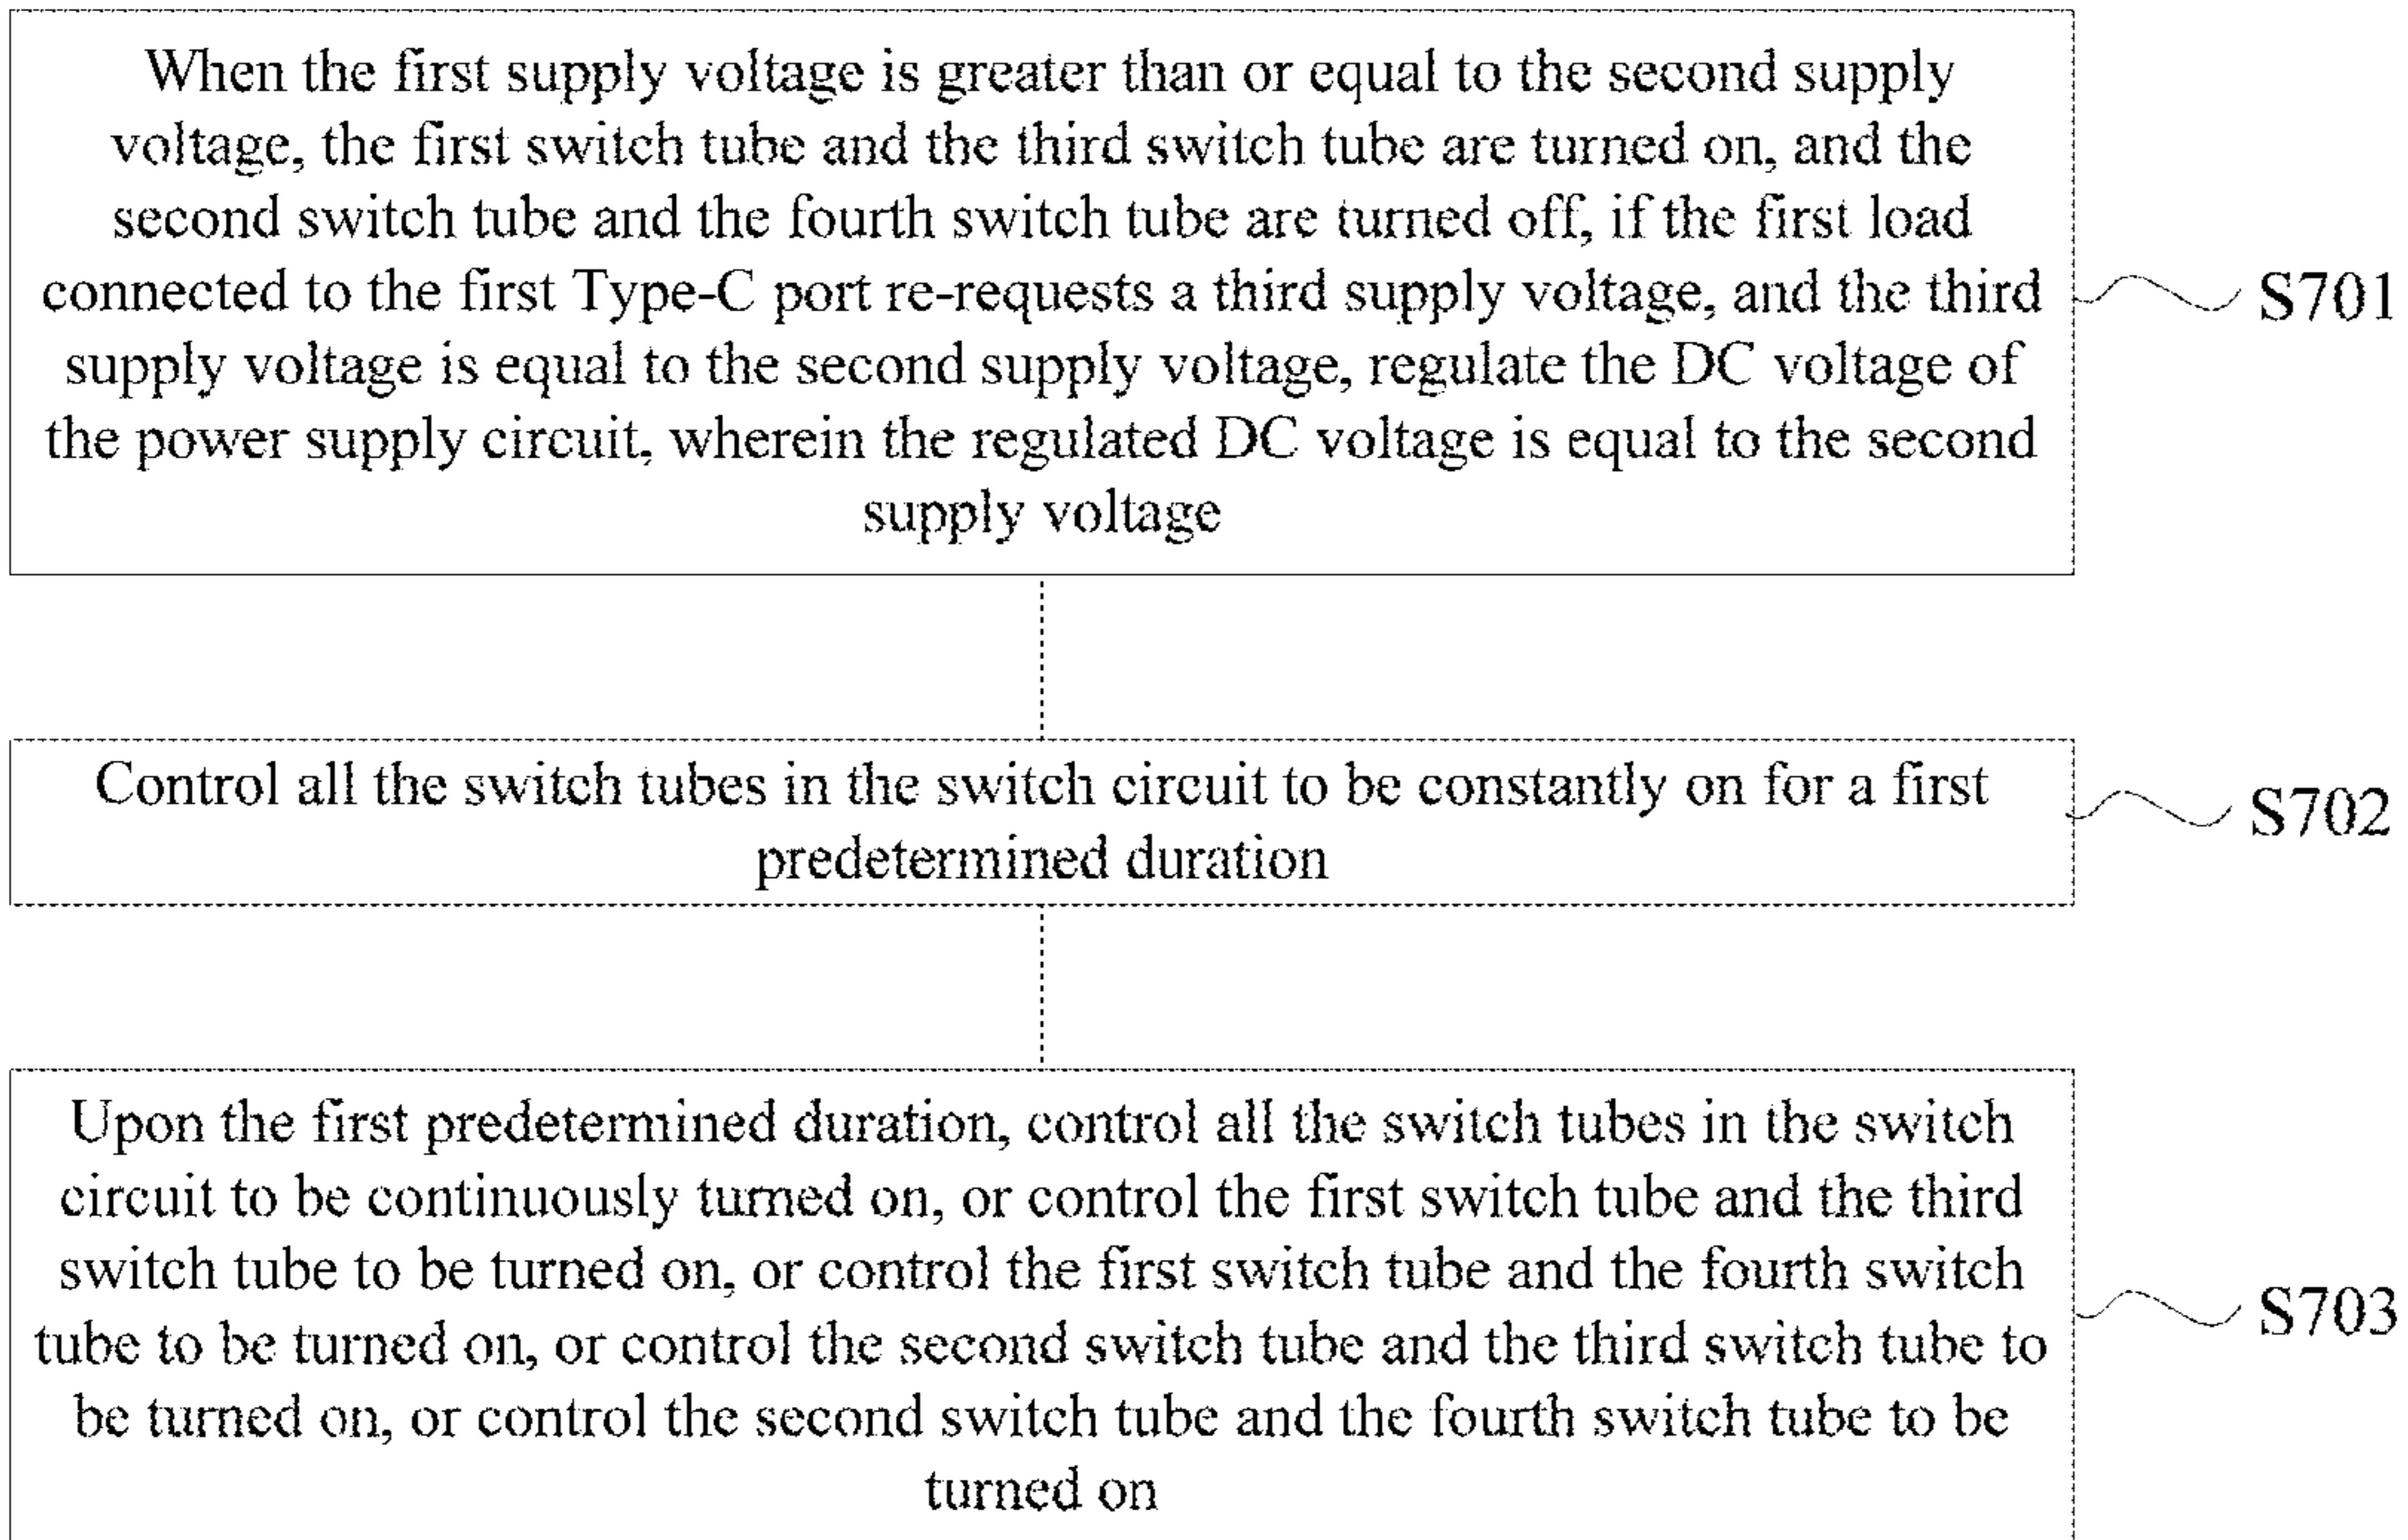 When the first supply voltage is greater than or equal to the second supply
voltage, the first switch tube and the third switch tube are turned on, and the
second switch tube and the fourth switch tube are turned off, if the first load
connected to the first Type-C port re-requests a third supply voltage, and the third
supply voltage is equal to the second supply voltage, regulate the DC voltage of
the power supply circuit, wherein the regulated DC voltage is equal to the second
supply voltage
S701
Control all the switch tubes in the switch circuit to be constantly on for a first
predetermined duration
S702
Upon the first predetermined duration, control all the switch tubes in the switch
circuit to be continuously turned on, or control the first switch tube and the third
switch tube to be turned on, or control the first switch tube and the fourth switch
tube to be turned on, or control the second switch tube and the third switch tube to
be turned on, or control the second switch tube and the fourth switch tube to be
turned on
S703